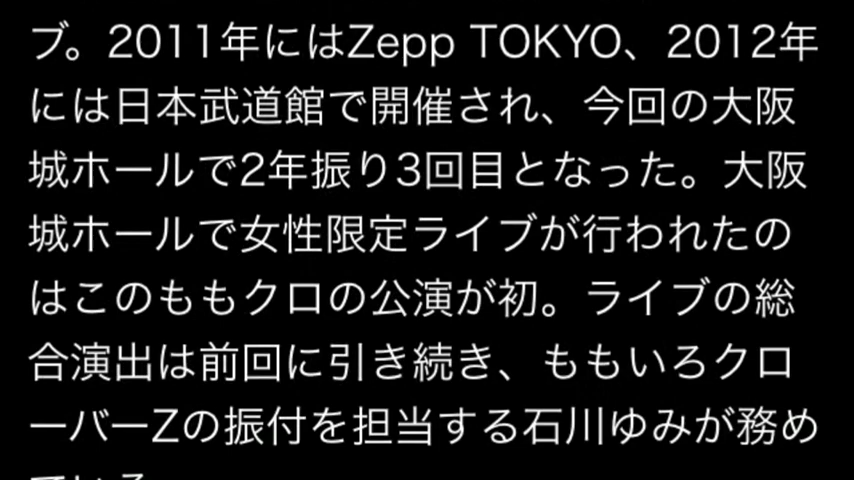 ブ。2011年にはZepp TOKYO、2012年
には日本武道館で開催され、今回の大阪
城ホールで2年振り3回目となった。大阪
城ホールで女性限定ライブが行われたの
はこのももクロの公演が初。ライブの総
合演出は前回に引き続き、ももいろクロ
ーバーZの振付を担当する石川ゆみが務め
ている